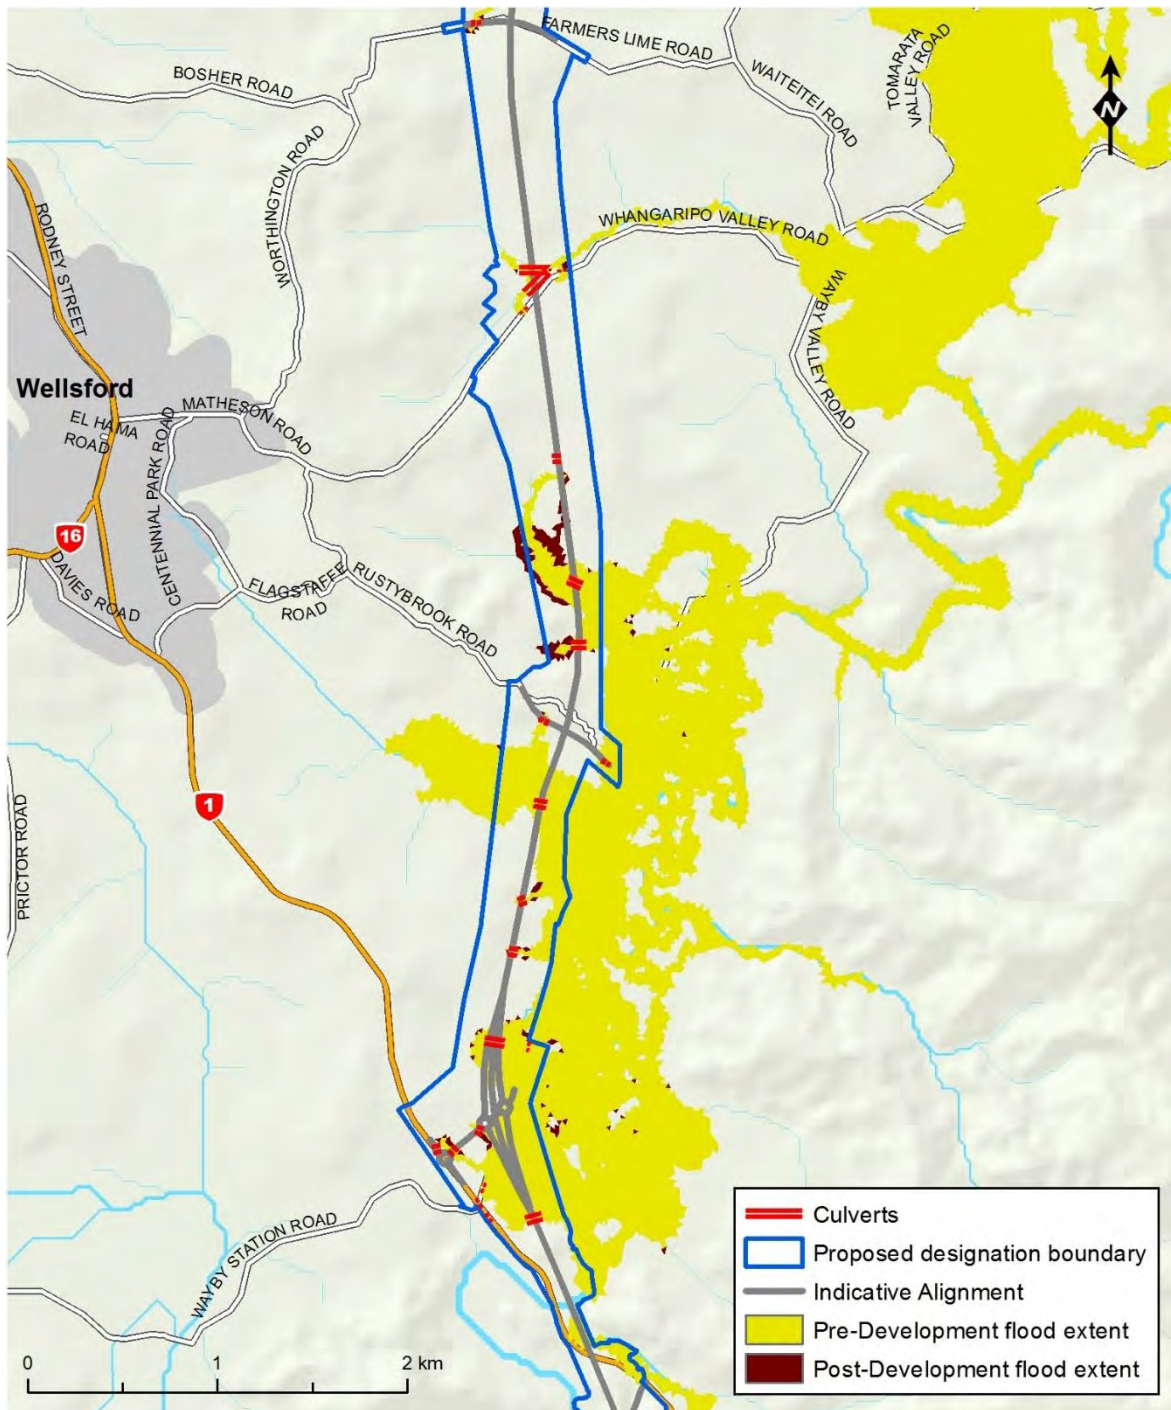 FARMERS LIME ROAD
BOSHER ROAD
WAITEITEI ROAD
TOMARATA
VALLEY ROAD
N
WORTHINGTON ROAD
RODNEY STREET
WHANGARIPO VALLEY ROAD
WAYBY VALLEY ROAD
Wellsford
EL HAMA
ROAD
MATHESON ROAD
CENTENNIAL PARK ROAD
16
DAVIES ROAD
FLAGSTAFFE
ROAD
RUSTYBROOK ROAD
1
PRICTOR ROAD
WAYBY STATION ROAD
Culverts
Proposed designation boundary
Indicative Alignment
Pre-Development flood extent
Post-Development flood extent
0 1 2 km